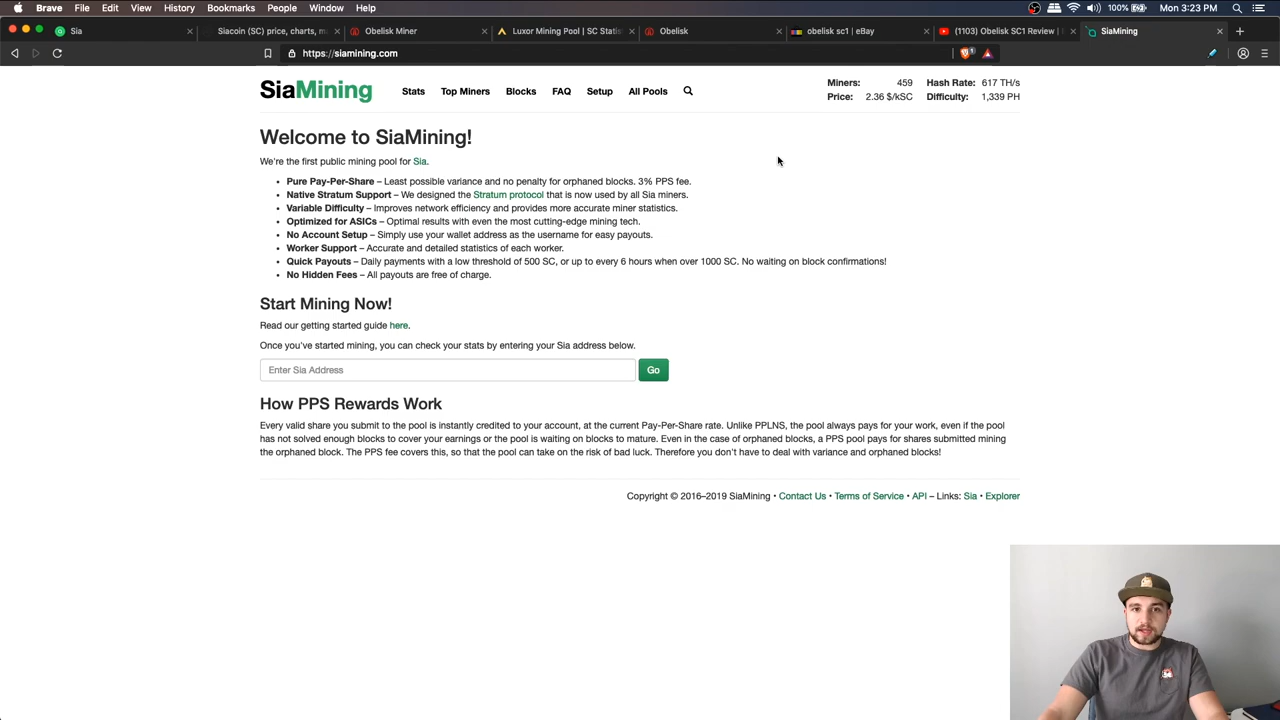 Brave File Edit View History Bookmarks People Window Help 100% Mon 3:23 PM
Sia
Siacoin (SC) price, charts, m
Obelisk Miner
Luxor Mining Pool | SC Statis
Obelisk
obelisk sc1 | eBay
(1103) Obelisk SC1 Review |
SiaMining
https://siamining.com
SiaMining
Stats Top Miners Blocks FAQ Setup All Pools
Miners: 459 Hash Rate: 617 TH/s
Price: 2.36 $/kSC Difficulty: 1,339 PH
Welcome to SiaMining!
We're the first public mining pool for Sia.
• Pure Pay-Per-Share – Least possible variance and no penalty for orphaned blocks. 3% PPS fee.
• Native Stratum Support – We designed the Stratum protocol that is now used by all Sia miners.
• Variable Difficulty – Improves network efficiency and provides more accurate miner statistics.
• Optimized for ASICs – Optimal results with even the most cutting-edge mining tech.
• No Account Setup – Simply use your wallet address as the username for easy payouts.
• Worker Support – Accurate and detailed statistics of each worker.
• Quick Payouts – Daily payments with a low threshold of 500 SC, or up to every 6 hours when over 1000 SC. No waiting on block confirmations!
• No Hidden Fees – All payouts are free of charge.
Start Mining Now!
Read our getting started guide here.
Once you've started mining, you can check your stats by entering your Sia address below.
Enter Sia Address Go
How PPS Rewards Work
Every valid share you submit to the pool is instantly credited to your account, at the current Pay-Per-Share rate. Unlike PPLNS, the pool always pays for your work, even if the pool
has not solved enough blocks to cover your earnings or the pool is waiting on blocks to mature. Even in the case of orphaned blocks, a PPS pool pays for shares submitted mining
the orphaned block. The PPS fee covers this, so that the pool can take on the risk of bad luck. Therefore you don't have to deal with variance and orphaned blocks!
Copyright © 2016–2019 SiaMining • Contact Us • Terms of Service • API – Links: Sia • Explorer